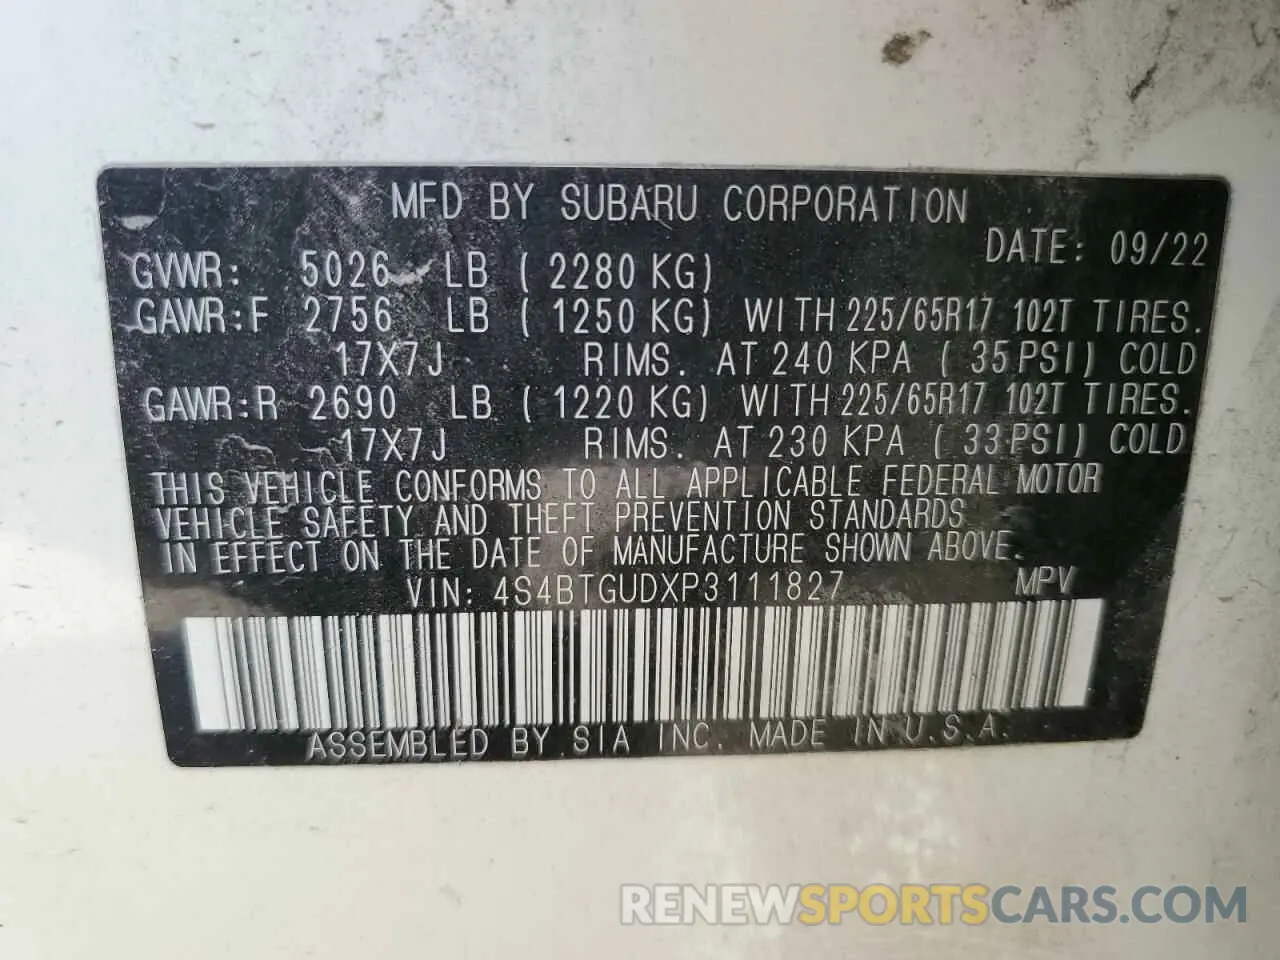 MFD BY SUBARU CORPORATION
DATE: 09/22
GVWR: 5026 LB ( 2280 KG)
GAWR:F 2756 LB ( 1250 KG) WITH 225/65R17 102T TIRES.
17X7J RIMS. AT 240 KPA ( 35 PSI) COLD
GAWR:R 2690 LB ( 1220 KG) WITH 225/65R17 102T TIRES.
17X7J RIMS. AT 230 KPA ( 33 PSI) COLD
THIS VEHICLE CONFORMS TO ALL APPLICABLE FEDERAL MOTOR
VEHICLE SAFETY AND THEFT PREVENTION STANDARDS
IN EFFECT ON THE DATE OF MANUFACTURE SHOWN ABOVE.
VIN: 4S4BTGUDXP3111827 MPV
ASSEMBLED BY SIA INC. MADE IN U.S.A.
RENEWSPORTSCARS.COM